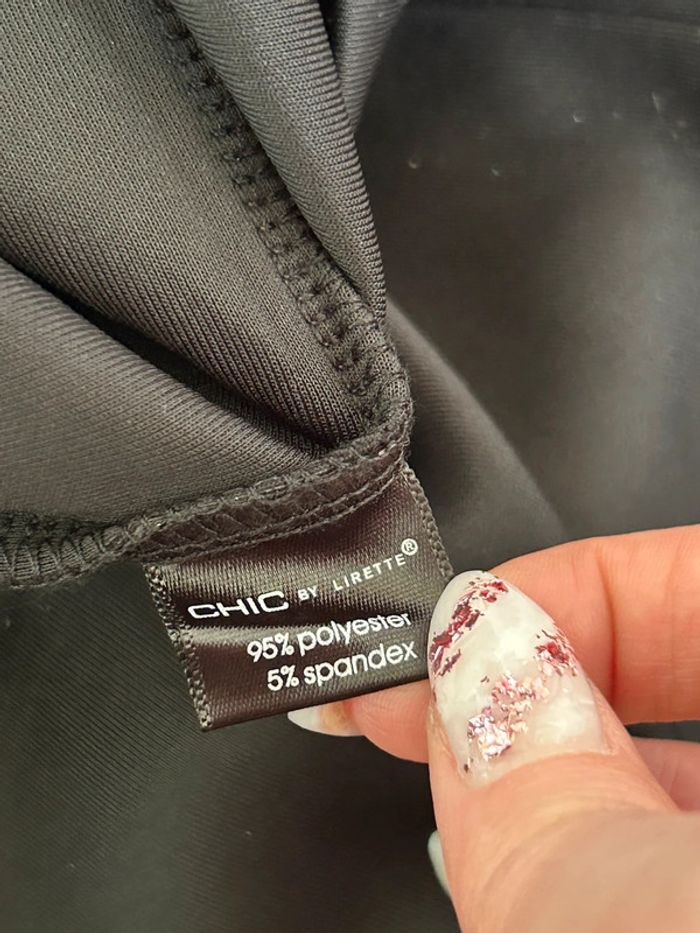 CHIC BY LIRETTE®
95% polyester
5% spandex